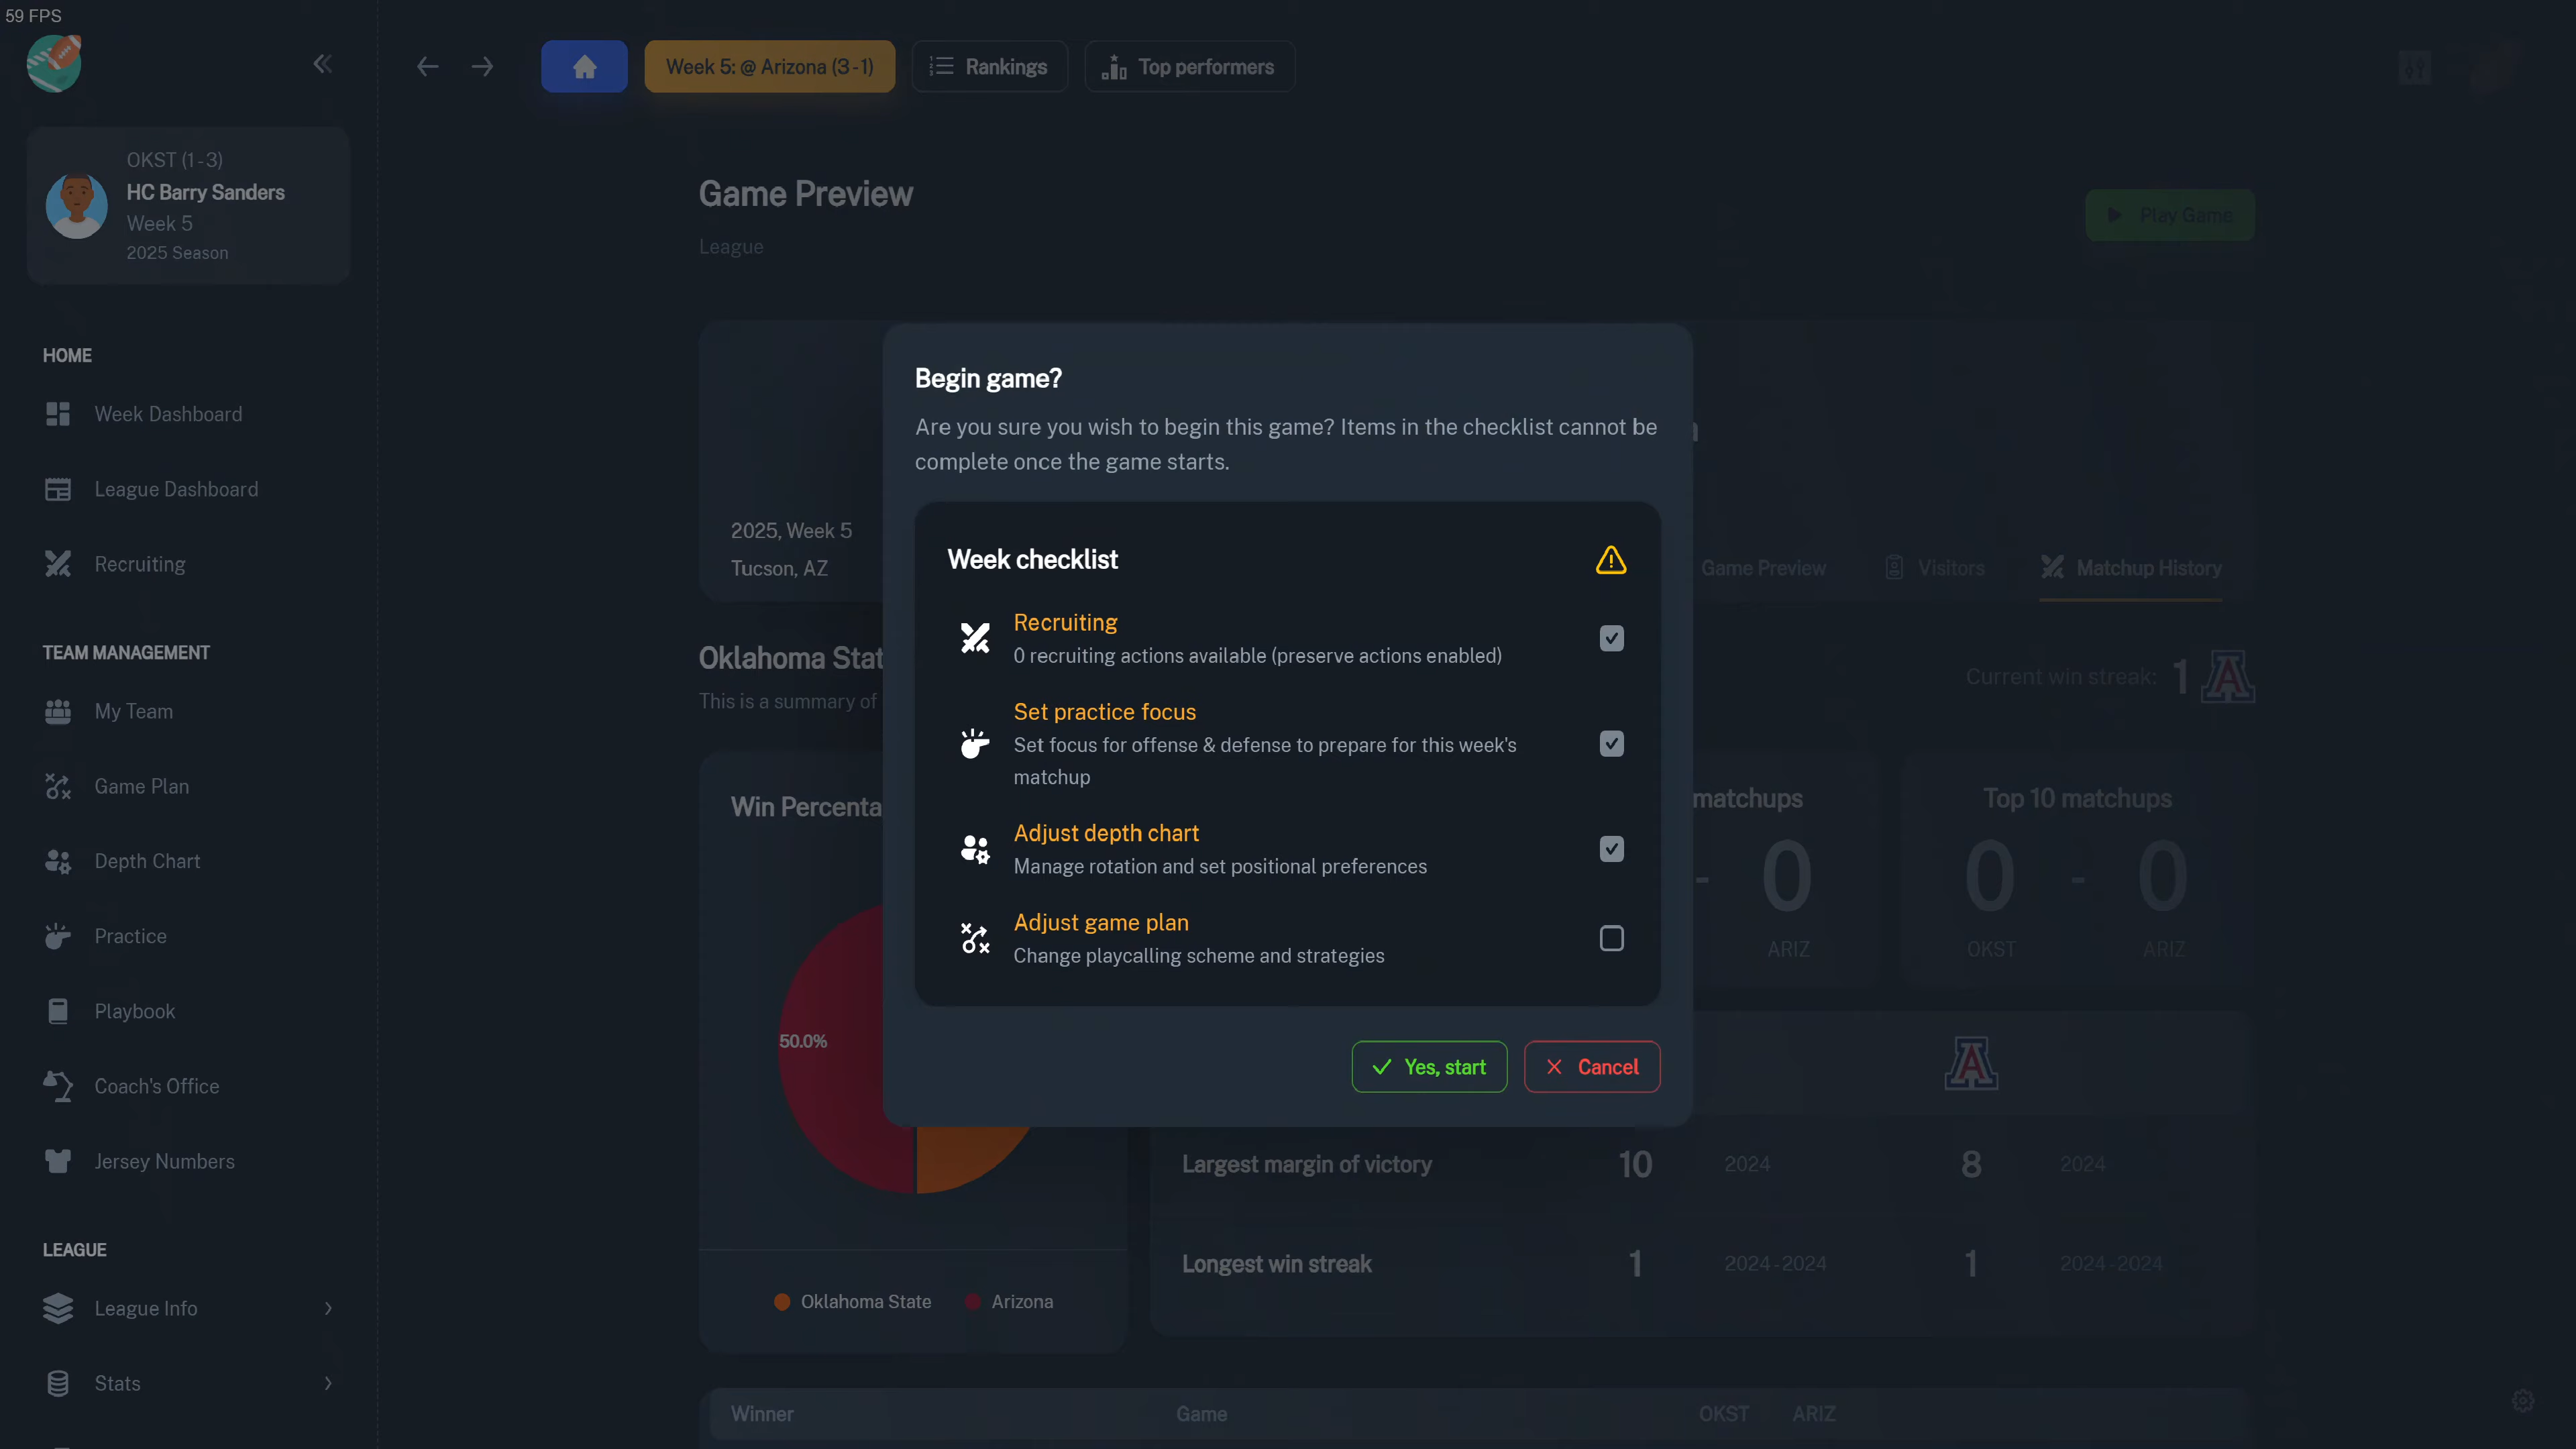 59 FPS
Week 5: @ Arizona (3 - 1)
Rankings
Top performers
OKST (1 - 3)
HC Barry Sanders
Week 5
2025 Season
Game Preview
League
Play Game
HOME
Week Dashboard
League Dashboard
Recruiting
TEAM MANAGEMENT
My Team
Game Plan
Depth Chart
Practice
Playbook
Coach's Office
Jersey Numbers
LEAGUE
League Info
Stats
Begin game?
Are you sure you wish to begin this game? Items in the checklist cannot be
complete once the game starts.
Week checklist
Recruiting
0 recruiting actions available (preserve actions enabled)
Set practice focus
Set focus for offense & defense to prepare for this week's
matchup
Adjust depth chart
Manage rotation and set positional preferences
Adjust game plan
Change playcalling scheme and strategies
Yes, start
Cancel
2025, Week 5
Tucson, AZ
Game Preview
Visitors
Matchup History
Oklahoma Stat
This is a summary of
Current win streak: 1
Win Percenta
50.0%
Oklahoma State
Arizona
matchups
- 0
ARIZ
Top 10 matchups
0 - 0
OKST ARIZ
Largest margin of victory 10 2024 8 2024
Longest win streak 1 2024 - 2024 1 2024 - 2024
Winner Game OKST ARIZ